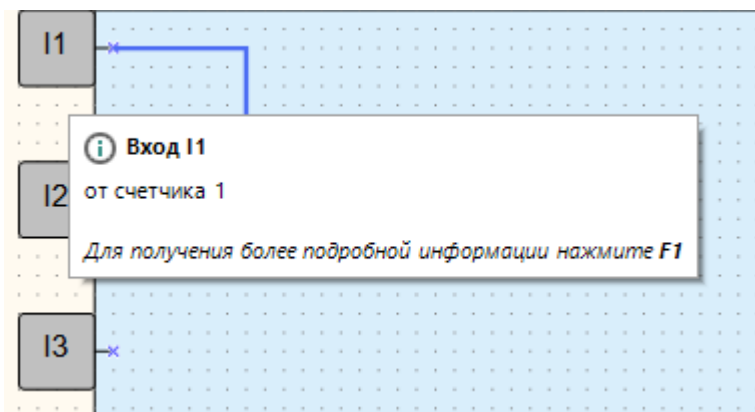 I1
Вход I1
от счетчика 1
I2
Для получения более подробной информации нажмите F1
I3